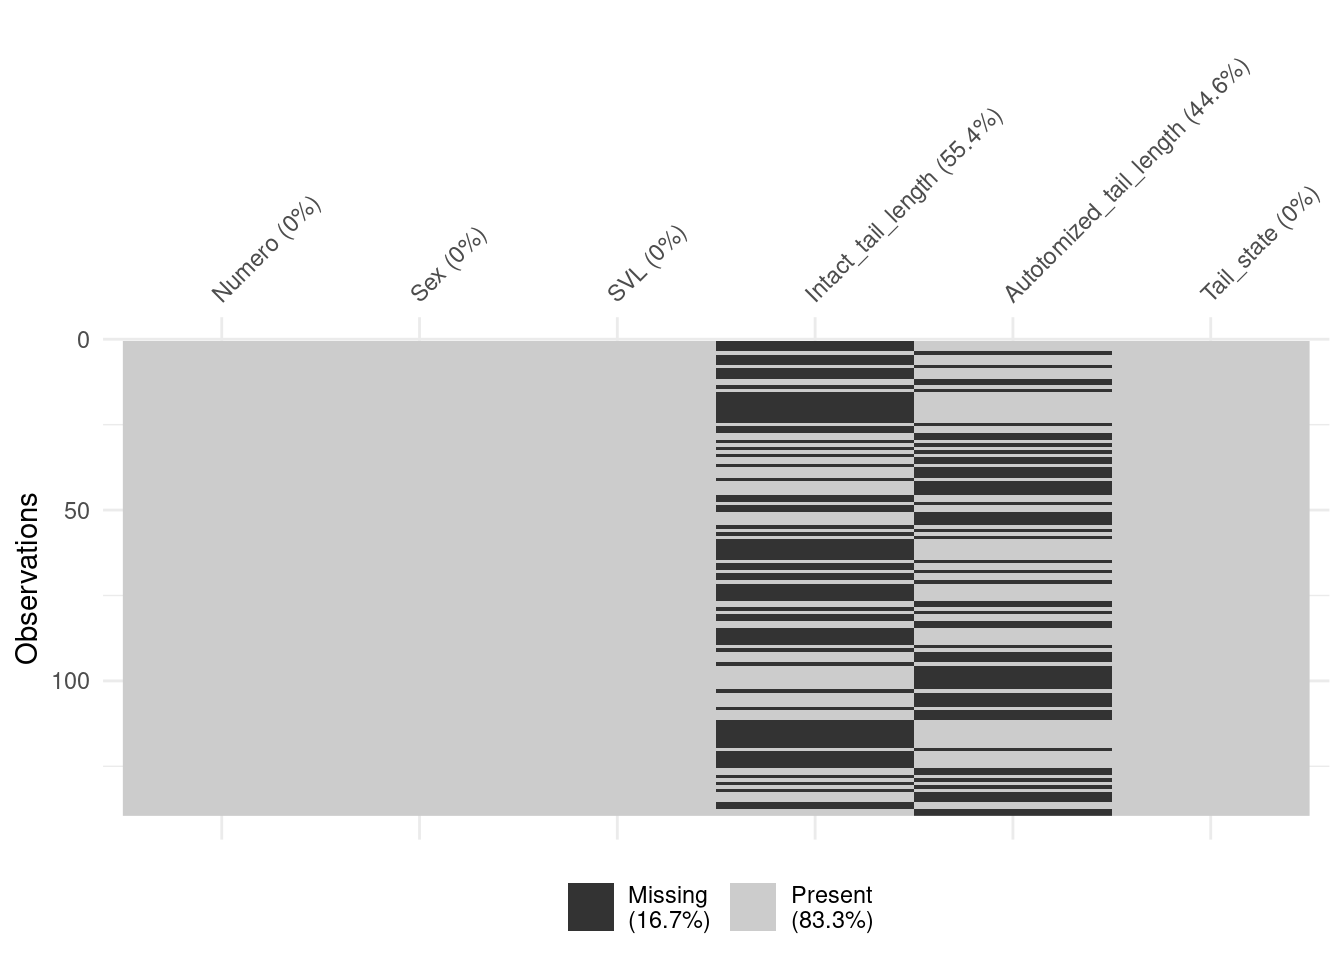 Numero (0%)
Sex (0%)
SVL (0%)
Intact_tail_length (55.4%)
Autotomized_tail_length (44.6%)
Tail_state (0%)
0
50
100
Observations
Missing
(16.7%)
Present
(83.3%)